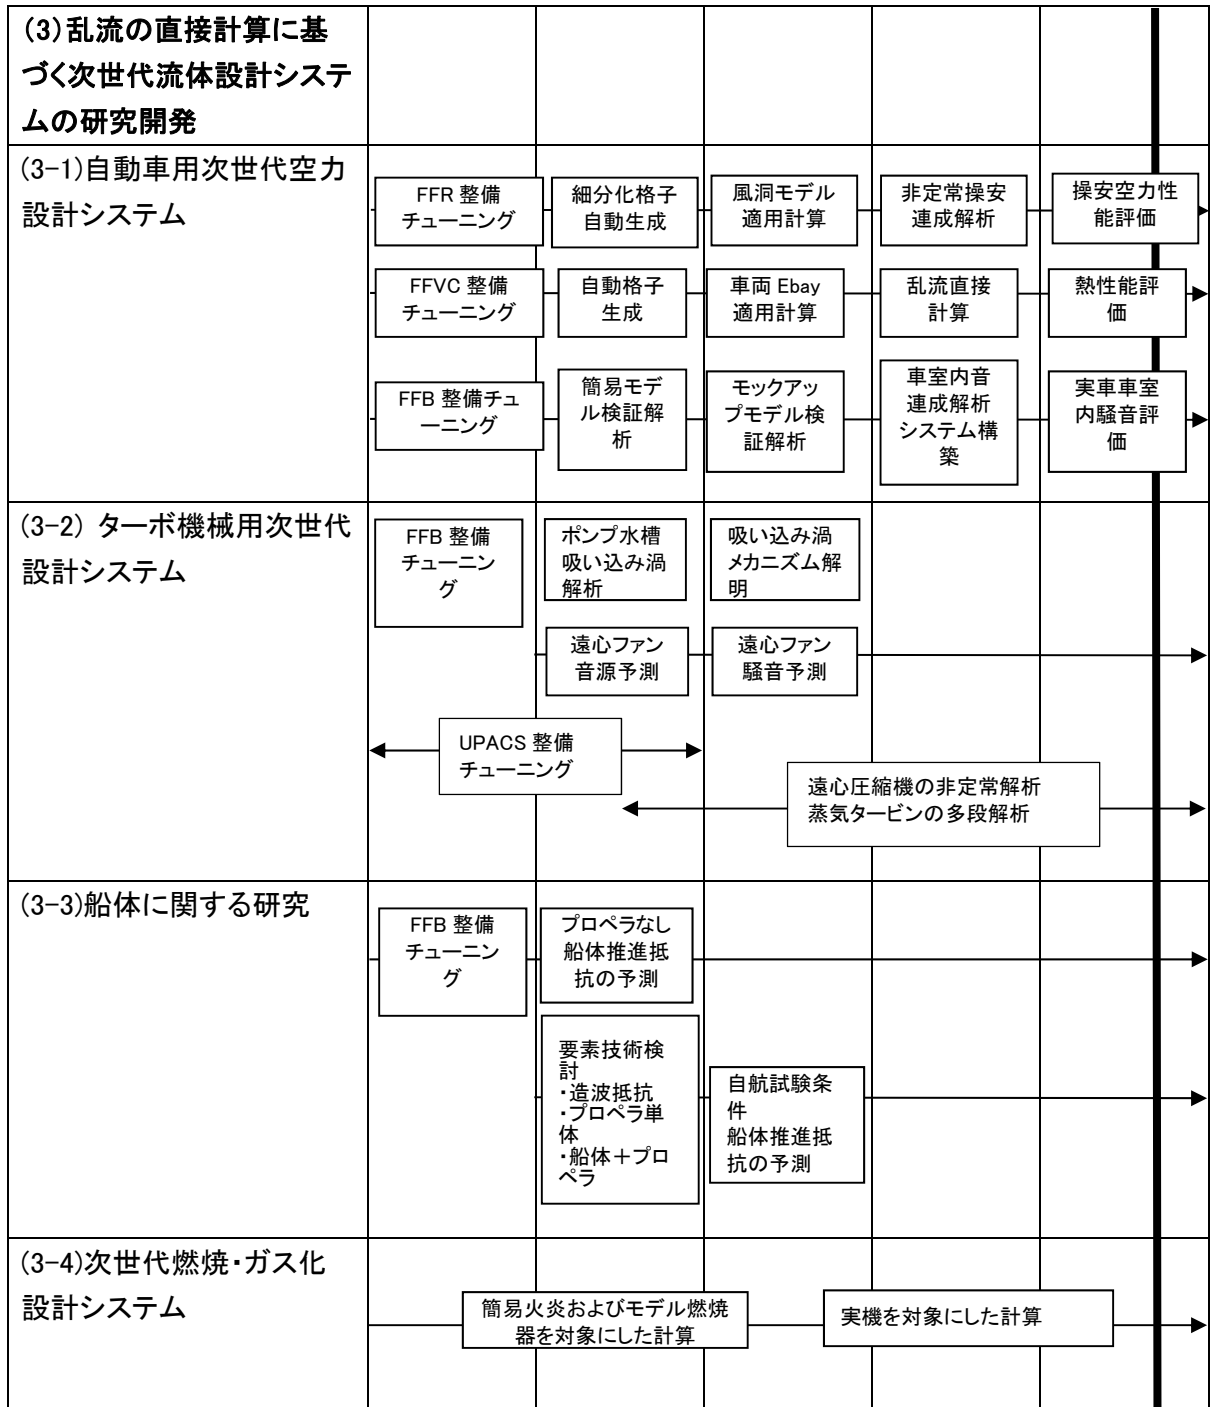 (3)乱流の直接計算に基
づく次世代流体設計システ
ムの研究開発
(3-1)自動車用次世代空力
設計システム
FFR 整備
チューニング
細分化格子
自動生成
風洞モデル
適用計算
非定常操安
連成解析
操安空力性
能評価
FFVC 整備
チューニング
自動格子
生成
車両 Ebay
適用計算
乱流直接
計算
熱性能評
価
FFB 整備チュ
ーニング
簡易モデ
ル検証解
析
モックアッ
プモデル検
証解析
車室内音
連成解析
システム構
築
実車車室
内騒音評
価
(3-2) ターボ機械用次世代
設計システム
FFB 整備
チューニン
グ
ポンプ水槽
吸い込み渦
解析
吸い込み渦
メカニズム解
明
遠心ファン
音源予測
遠心ファン
騒音予測
UPACS 整備
チューニング
遠心圧縮機の非定常解析
蒸気タービンの多段解析
(3-3)船体に関する研究
FFB 整備
チューニン
グ
プロペラなし
船体推進抵
抗の予測
要素技術検
討
・造波抵抗
・プロペラ単
体
・船体+プロ
ペラ
自航試験条
件
船体推進抵
抗の予測
(3-4)次世代燃焼・ガス化
設計システム
簡易火炎およびモデル燃焼
器を対象にした計算
実機を対象にした計算